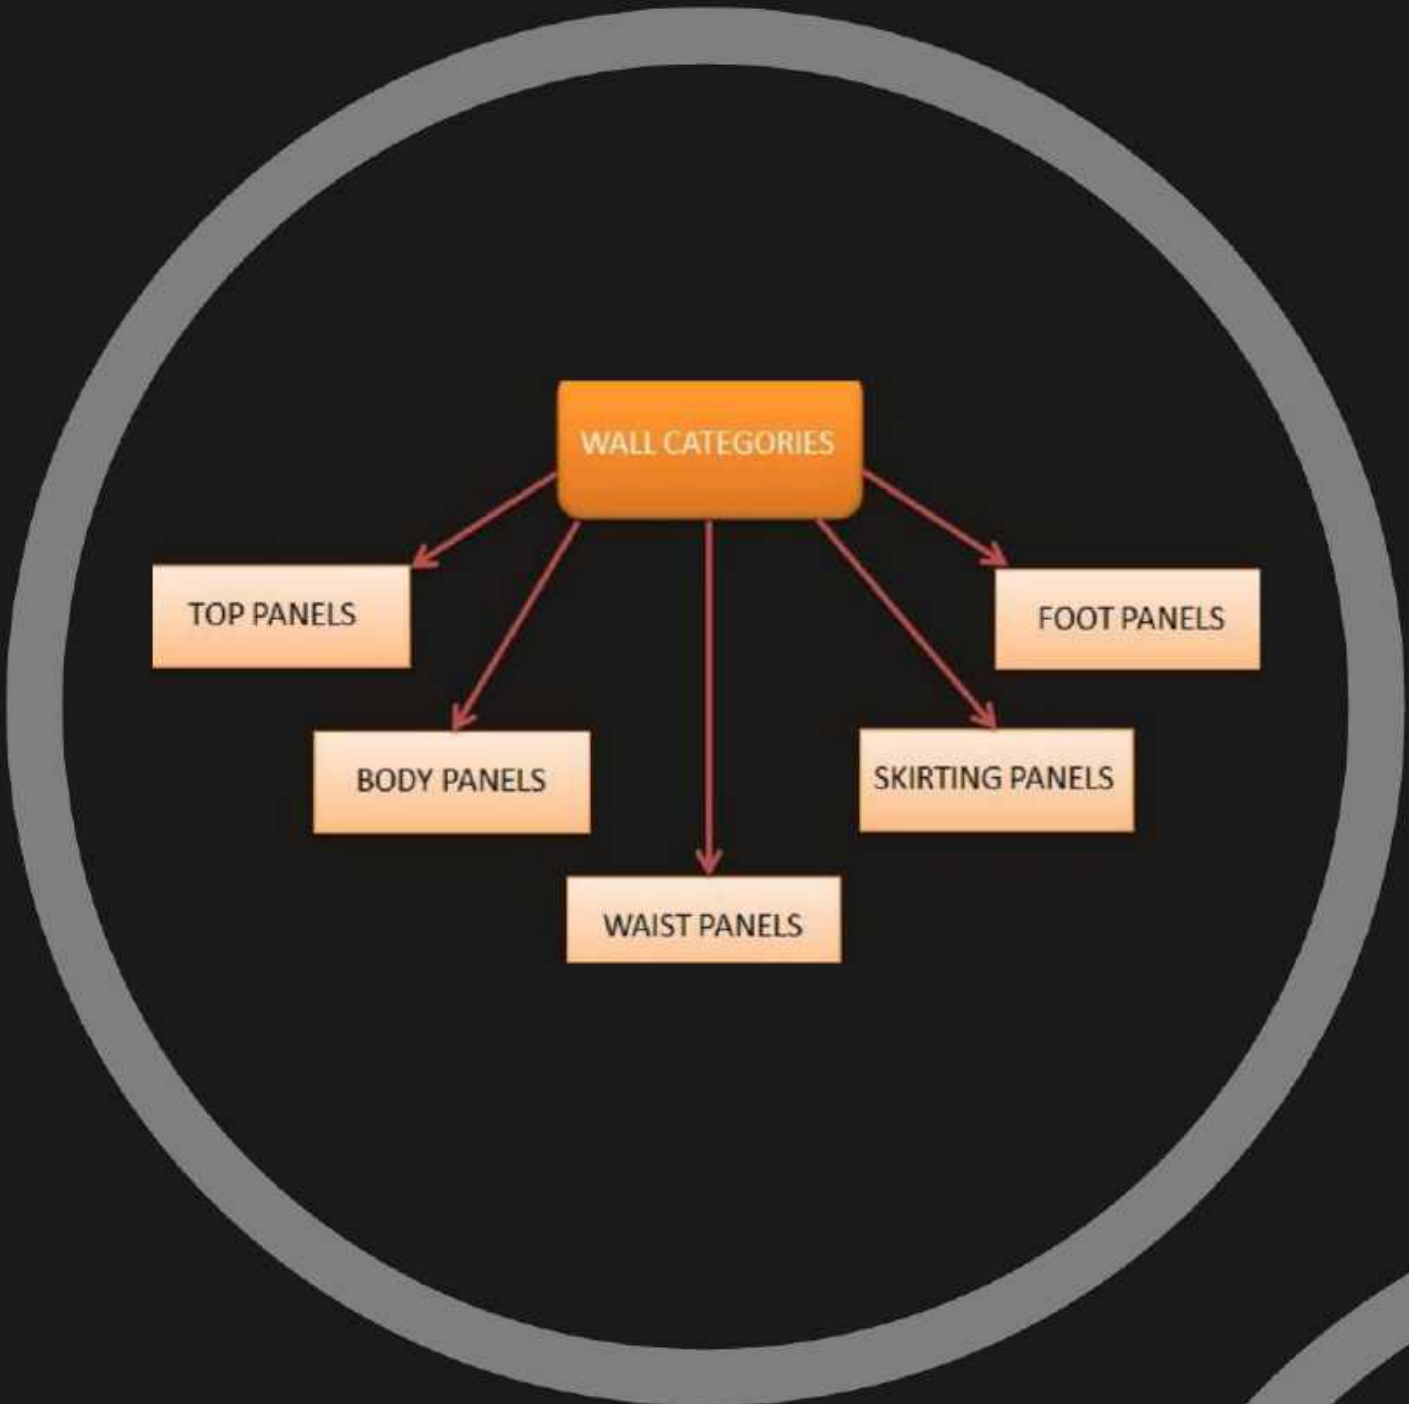 WALL CATEGORIES
TOP PANELS
FOOT PANELS
BODY PANELS
SKIRTING PANELS
WAIST PANELS